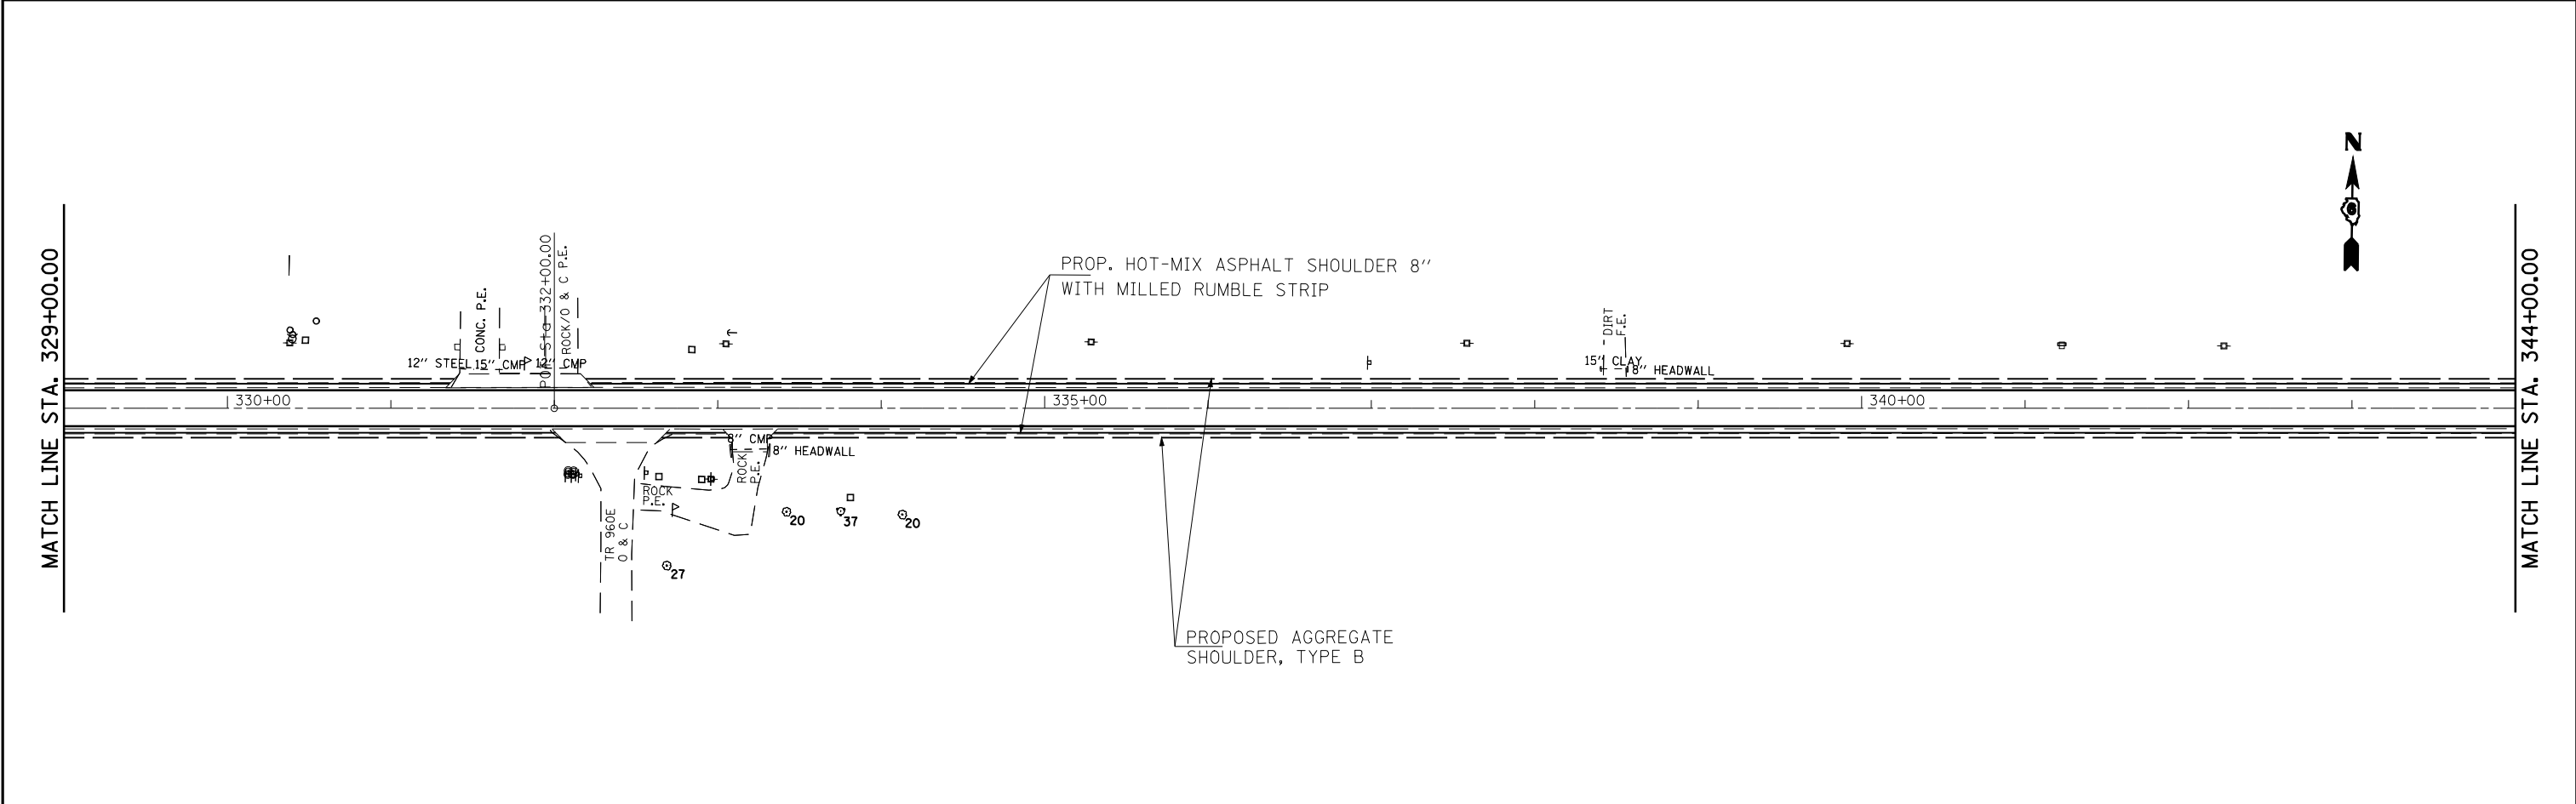 N
6
PROP. HOT-MIX ASPHALT SHOULDER 8"
WITH MILLED RUMBLE STRIP
MATCH LINE STA. 329+00.00
CONC. P.E.
POT Sta 332+00.00
ROCK/O & C P.E.
12" STEEL
15" CMP
12" CMP
DIRT
F.E.
15" CLAY
8" HEADWALL
MATCH LINE STA. 344+00.00
330+00
335+00
340+00
8" CMP
8" HEADWALL
ROCK
P.E.
ROCK
P.E.
TR 960E
O & C
20
37
20
27
PROPOSED AGGREGATE
SHOULDER, TYPE B